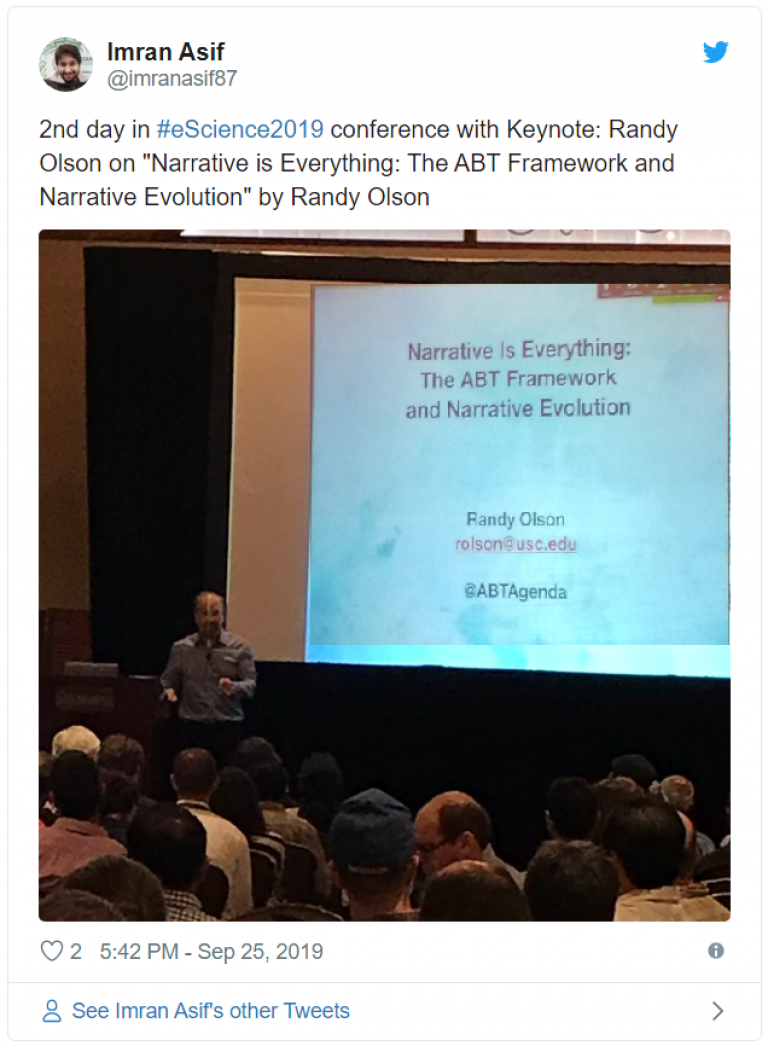 Imran Asif
@imranasif87
2nd day in #eScience2019 conference with Keynote: Randy
Olson on "Narrative is Everything: The ABT Framework and
Narrative Evolution" by Randy Olson
Narrative Is Everything:
The ABT Framework
and Narrative Evolution
Randy Olson
rolson@usc.edu
@ABTAgenda
2 5:42 PM - Sep 25, 2019
See Imran Asif's other Tweets